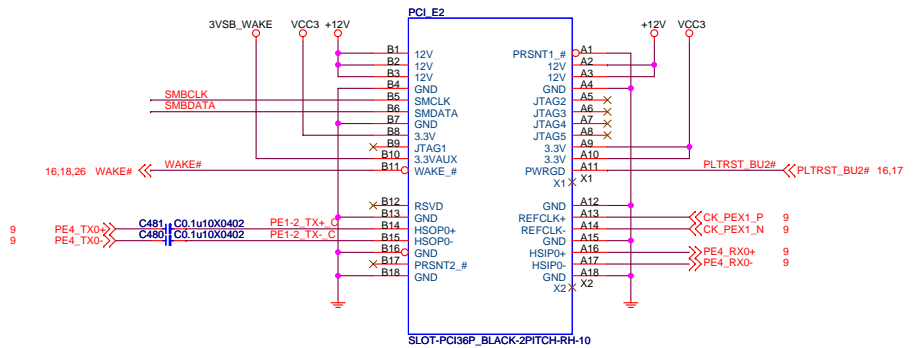 PCI_E2
3VSB_WAKE VCC3 +12V +12V VCC3
B1 12V PRSNT1_# A1
B2 12V 12V A2
B3 12V 12V A3
B4 GND GND A4
SMBCLK B5 SMCLK JTAG2 A5
SMBDATA B6 SMDATA JTAG3 A6
B7 GND JTAG4 A7
B8 3.3V JTAG5 A8
B9 JTAG1 3.3V A9
B10 3.3VAUX 3.3V A10
16,18,26 WAKE# WAKE# B11 WAKE_# PWRGD A11 PLTRST_BU2# PLTRST_BU2# 16,17
X1 X1
B12 RSVD GND A12
B13 GND REFCLK+ A13 CK_PEX1_P 9
9 PE4_TX0+ C481 C0.1u10X0402 PE1-2_TX+_C B14 HSOP0+ REFCLK- A14 CK_PEX1_N 9
9 PE4_TX0- C480 C0.1u10X0402 PE1-2_TX-_C B15 HSOP0- GND A15
B16 GND HSIP0+ A16 PE4_RX0+ 9
B17 PRSNT2_# HSIP0- A17 PE4_RX0- 9
B18 GND GND A18
X2 X2
SLOT-PCI36P_BLACK-2PITCH-RH-10